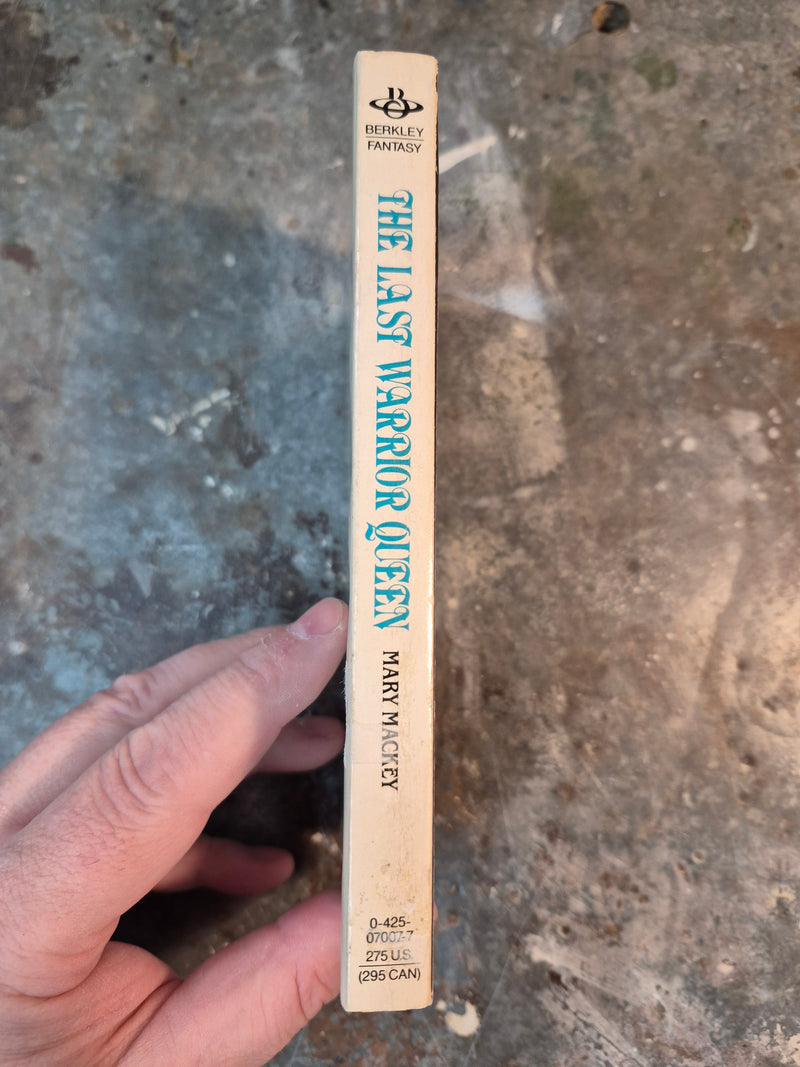 B
BERKLEY
FANTASY
THE LAST WARRIOR QUEEN
MARY MACKEY
0-425-
07007-7
275 U.S.
(295 CAN)